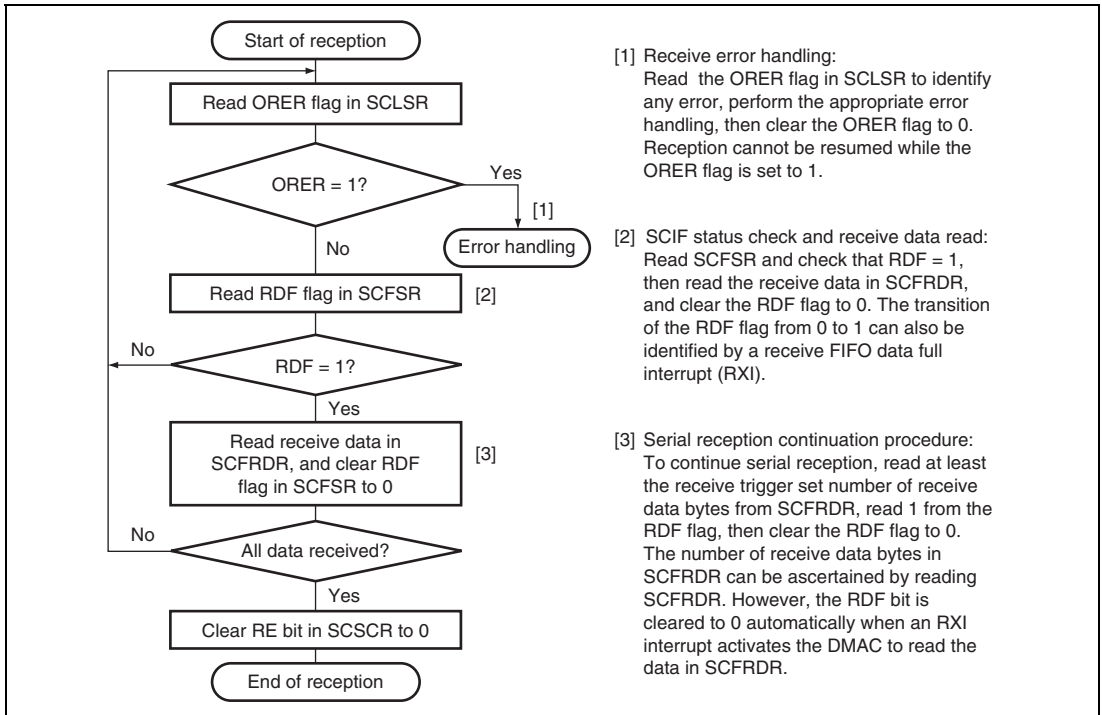 Start of reception
Read ORER flag in SCLSR
ORER = 1?
Yes
[1]
Error handling
No
Read RDF flag in SCFSR
[2]
No
RDF = 1?
Yes
Read receive data in
SCFRDR, and clear RDF
flag in SCFSR to 0
[3]
No
All data received?
Yes
Clear RE bit in SCSCR to 0
End of reception
[1] Receive error handling:
Read the ORER flag in SCLSR to identify
any error, perform the appropriate error
handling, then clear the ORER flag to 0.
Reception cannot be resumed while the
ORER flag is set to 1.
[2] SCIF status check and receive data read:
Read SCFSR and check that RDF = 1,
then read the receive data in SCFRDR,
and clear the RDF flag to 0. The transition
of the RDF flag from 0 to 1 can also be
identified by a receive FIFO data full
interrupt (RXI).
[3] Serial reception continuation procedure:
To continue serial reception, read at least
the receive trigger set number of receive
data bytes from SCFRDR, read 1 from the
RDF flag, then clear the RDF flag to 0.
The number of receive data bytes in
SCFRDR can be ascertained by reading
SCFRDR. However, the RDF bit is
cleared to 0 automatically when an RXI
interrupt activates the DMAC to read the
data in SCFRDR.